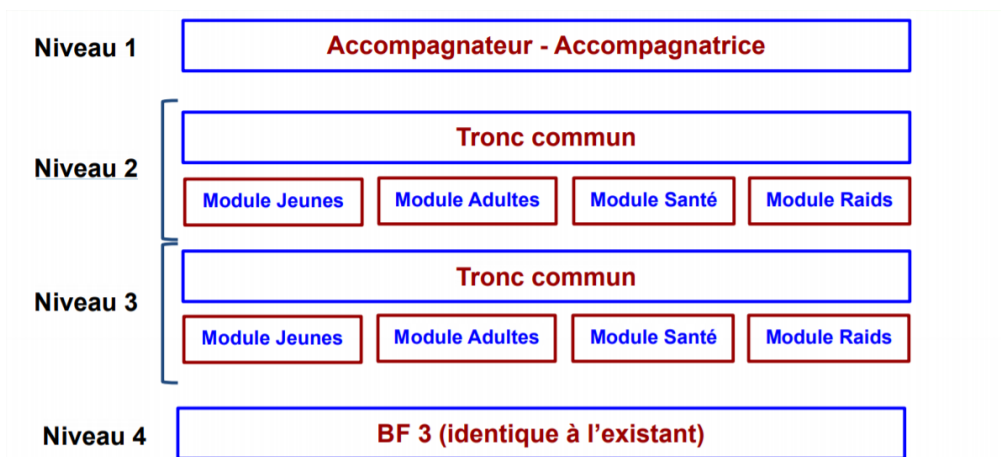 Niveau 1
Accompagnateur - Accompagnatrice
Niveau 2
Tronc commun
Module Jeunes
Module Adultes
Module Santé
Module Raids
Niveau 3
Tronc commun
Module Jeunes
Module Adultes
Module Santé
Module Raids
Niveau 4
BF 3 (identique à l'existant)